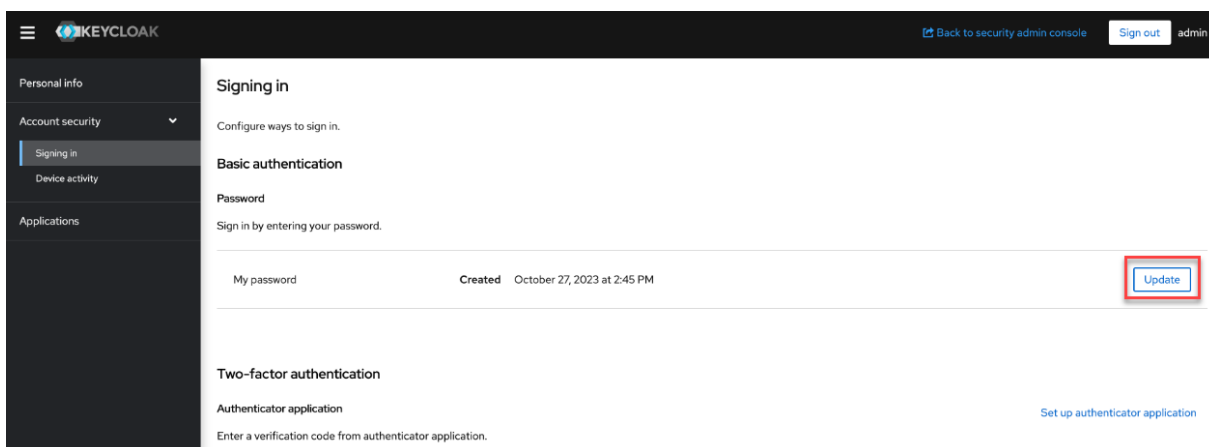 KEYCLOAK
Back to security admin console
Sign out
admin
Personal info
Account security
Signing in
Device activity
Applications
Signing in
Configure ways to sign in.
Basic authentication
Password
Sign in by entering your password.
My password Created October 27, 2023 at 2:45 PM Update
Two-factor authentication
Authenticator application
Set up authenticator application
Enter a verification code from authenticator application.